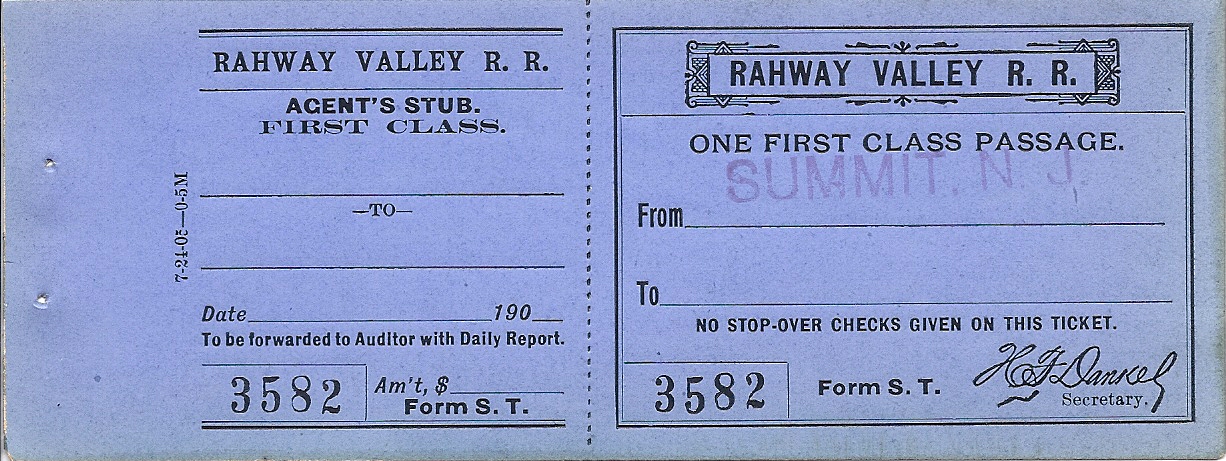 RAHWAY VALLEY R. R.
AGENT'S STUB.
FIRST CLASS.
—TO—
Date 190
To be forwarded to Auditor with Daily Report.
3582
Am't, $
Form S. T.
7-24-05—0-5M
RAHWAY VALLEY R. R.
ONE FIRST CLASS PASSAGE.
SUMMIT, N. J.
From
To
NO STOP-OVER CHECKS GIVEN ON THIS TICKET.
3582
Form S. T.
Secretary.